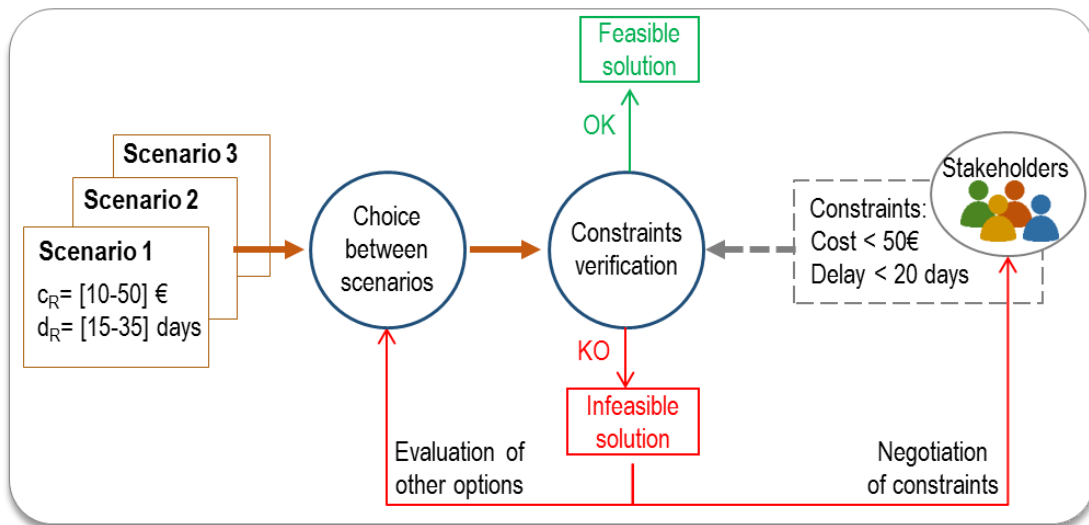 Feasible
solution
OK
Scenario 3
Scenario 2
Scenario 1
cR= [10-50] €
dR= [15-35] days
Choice
between
scenarios
Constraints
verification
Stakeholders
Constraints:
Cost < 50€
Delay < 20 days
KO
Infeasible
solution
Evaluation of
other options
Negotiation
of constraints